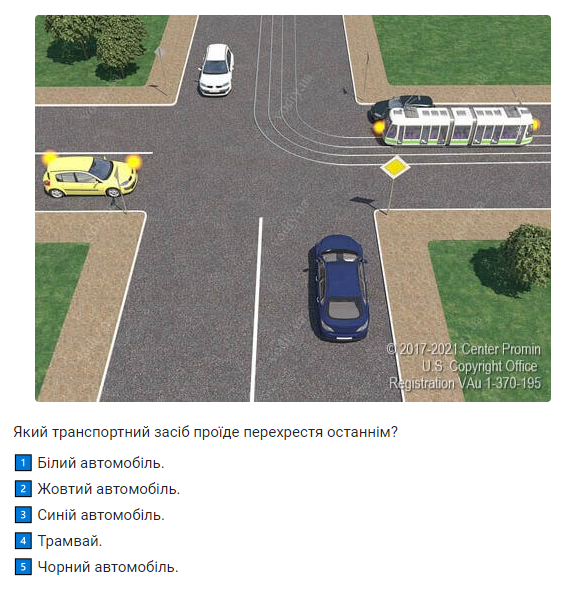 © 2017-2021 Center Promin
U.S. Copyright Office
Registration VAu 1-370-195
Який транспортний засіб проїде перехрестя останнім?
1 Білий автомобіль.
2 Жовтий автомобіль.
3 Синій автомобіль.
4 Трамвай.
5 Чорний автомобіль.